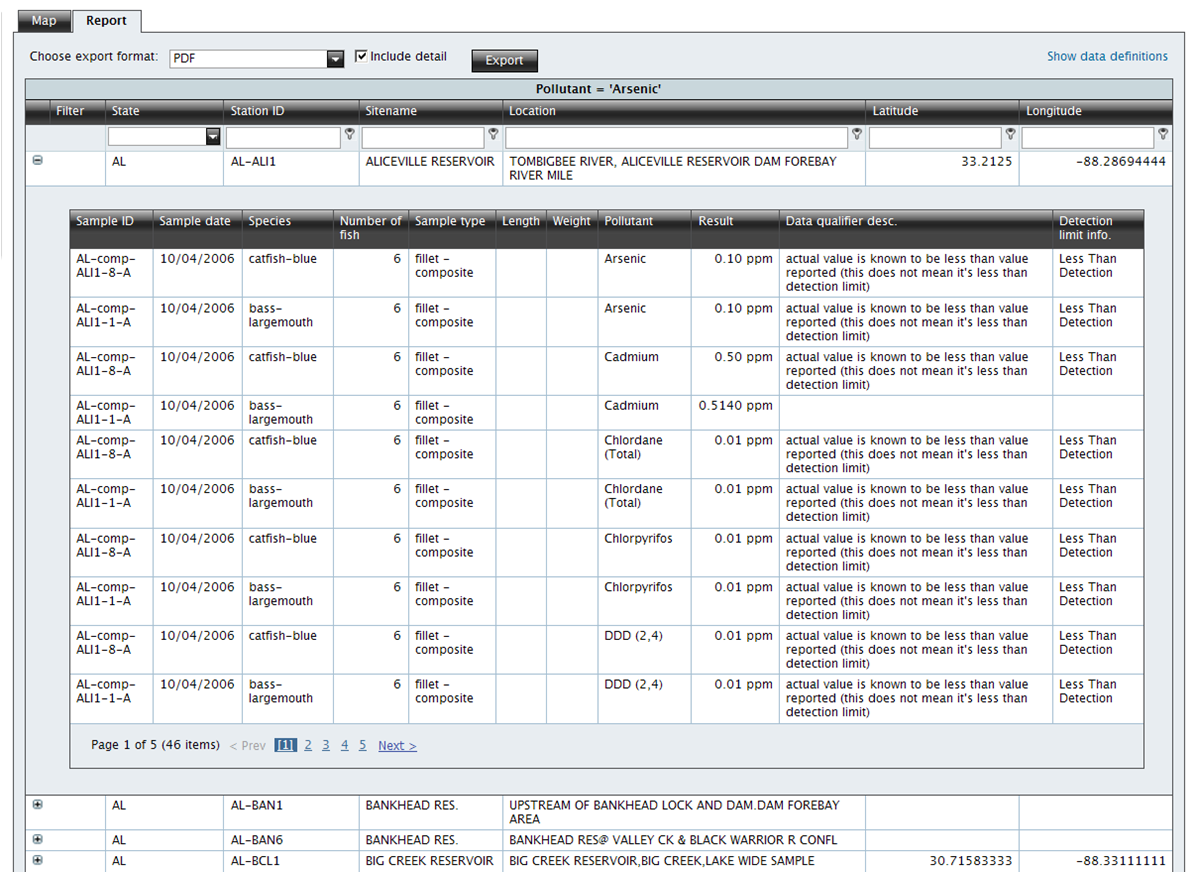 Map Report
Choose export format: PDF Include detail Export Show data definitions
Pollutant = 'Arsenic'
Filter State Station ID Sitename Location Latitude Longitude
AL AL-ALI1 ALICEVILLE RESERVOIR TOMBIGBEE RIVER, ALICEVILLE RESERVOIR DAM FOREBAY 33.2125 -88.28694444
RIVER MILE
Sample ID Sample date Species Number of Sample type Length Weight Pollutant Result Data qualifier desc. Detection
fish limit info.
AL-comp- 10/04/2006 catfish-blue 6 fillet - Arsenic 0.10 ppm actual value is known to be less than value Less Than
ALI1-8-A composite reported (this does not mean it's less than Detection
detection limit)
AL-comp- 10/04/2006 bass- 6 fillet - Arsenic 0.10 ppm actual value is known to be less than value Less Than
ALI1-1-A largemouth composite reported (this does not mean it's less than Detection
detection limit)
AL-comp- 10/04/2006 catfish-blue 6 fillet - Cadmium 0.50 ppm actual value is known to be less than value Less Than
ALI1-8-A composite reported (this does not mean it's less than Detection
detection limit)
AL-comp- 10/04/2006 bass- 6 fillet - Cadmium 0.5140 ppm
ALI1-1-A largemouth composite
AL-comp- 10/04/2006 catfish-blue 6 fillet - Chlordane 0.01 ppm actual value is known to be less than value Less Than
ALI1-8-A composite (Total) reported (this does not mean it's less than Detection
detection limit)
AL-comp- 10/04/2006 bass- 6 fillet - Chlordane 0.01 ppm actual value is known to be less than value Less Than
ALI1-1-A largemouth composite (Total) reported (this does not mean it's less than Detection
detection limit)
AL-comp- 10/04/2006 catfish-blue 6 fillet - Chlorpyrifos 0.01 ppm actual value is known to be less than value Less Than
ALI1-8-A composite reported (this does not mean it's less than Detection
detection limit)
AL-comp- 10/04/2006 bass- 6 fillet - Chlorpyrifos 0.01 ppm actual value is known to be less than value Less Than
ALI1-1-A largemouth composite reported (this does not mean it's less than Detection
detection limit)
AL-comp- 10/04/2006 catfish-blue 6 fillet - DDD (2,4) 0.01 ppm actual value is known to be less than value Less Than
ALI1-8-A composite reported (this does not mean it's less than Detection
detection limit)
AL-comp- 10/04/2006 bass- 6 fillet - DDD (2,4) 0.01 ppm actual value is known to be less than value Less Than
ALI1-1-A largemouth composite reported (this does not mean it's less than Detection
detection limit)
Page 1 of 5 (46 items) < Prev [1] 2 3 4 5 Next >
AL AL-BAN1 BANKHEAD RES. UPSTREAM OF BANKHEAD LOCK AND DAM.DAM FOREBAY
AREA
AL AL-BAN6 BANKHEAD RES. BANKHEAD RES@ VALLEY CK & BLACK WARRIOR R CONFL
AL AL-BCL1 BIG CREEK RESERVOIR BIG CREEK RESERVOIR,BIG CREEK,LAKE WIDE SAMPLE 30.71583333 -88.33111111